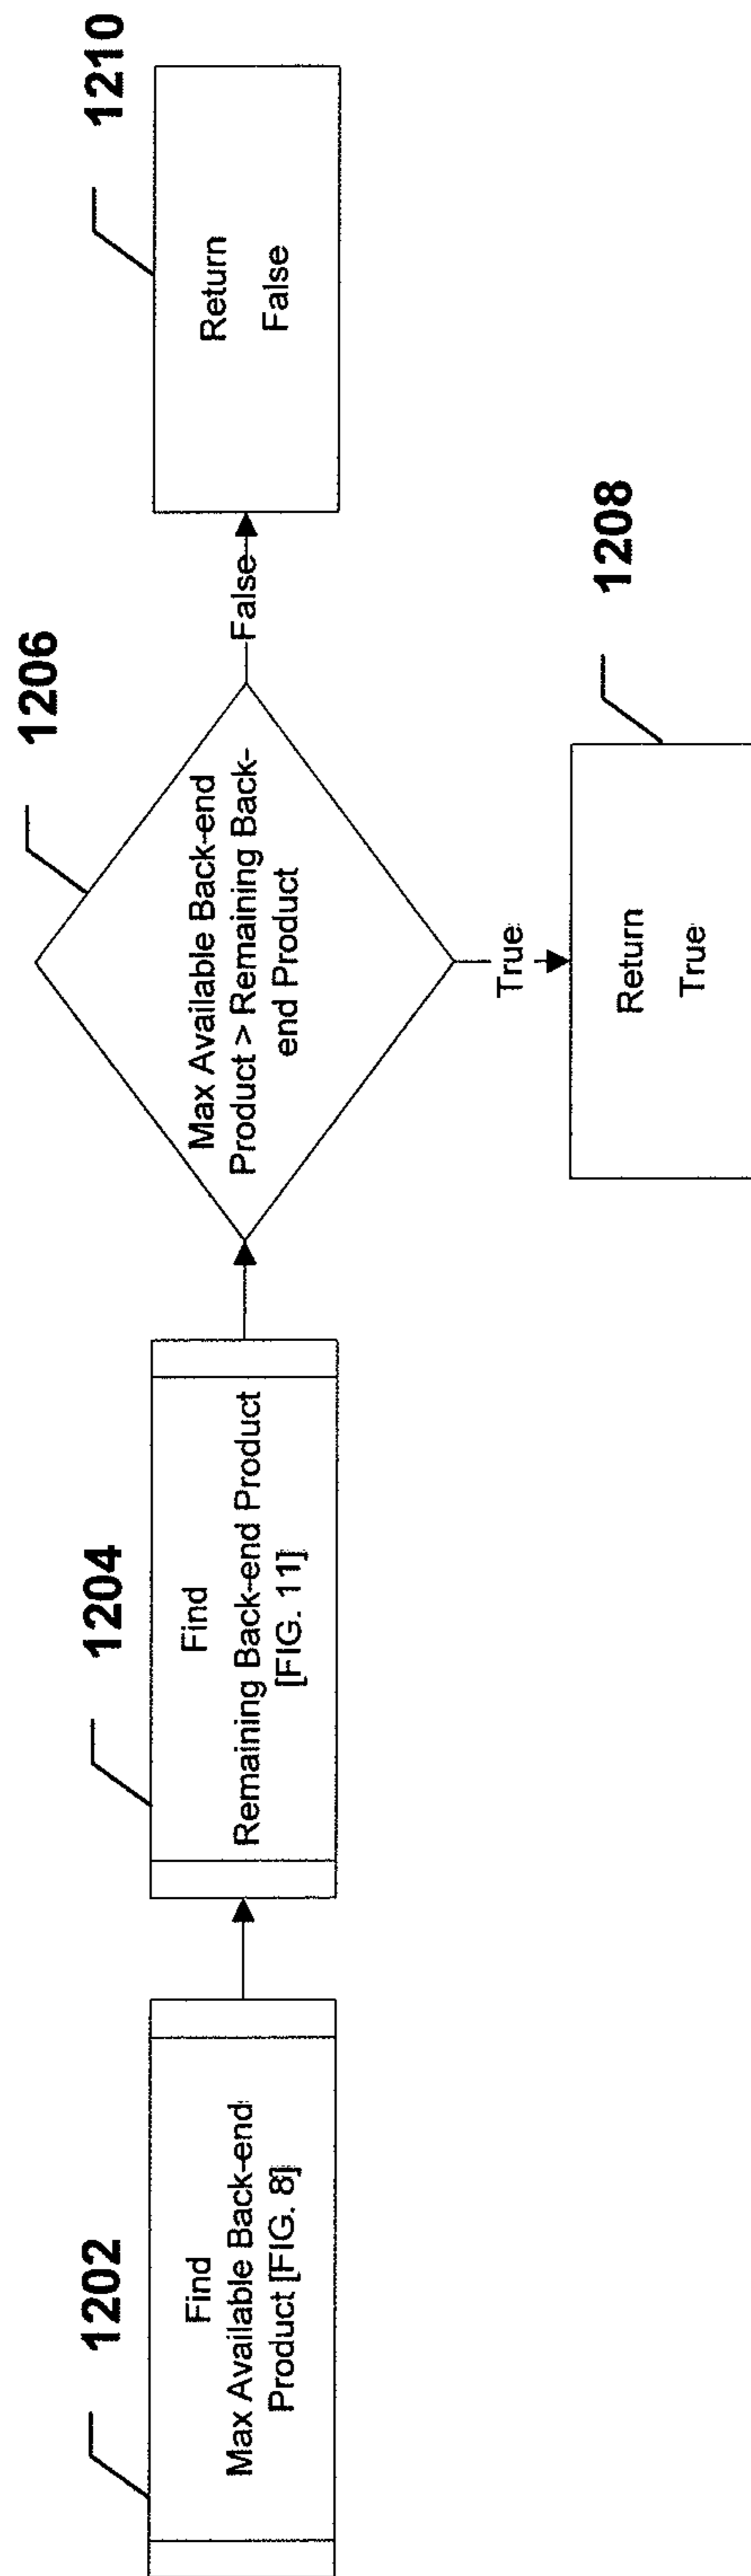 1202
Find
Max Available Back-end
Product [FIG. 8]
1204
Find
Remaining Back-end Product
[FIG. 11]
1206
Max Available Back-end
Product > Remaining Back-
end Product
False
1210
Return
False
True
1208
Return
True